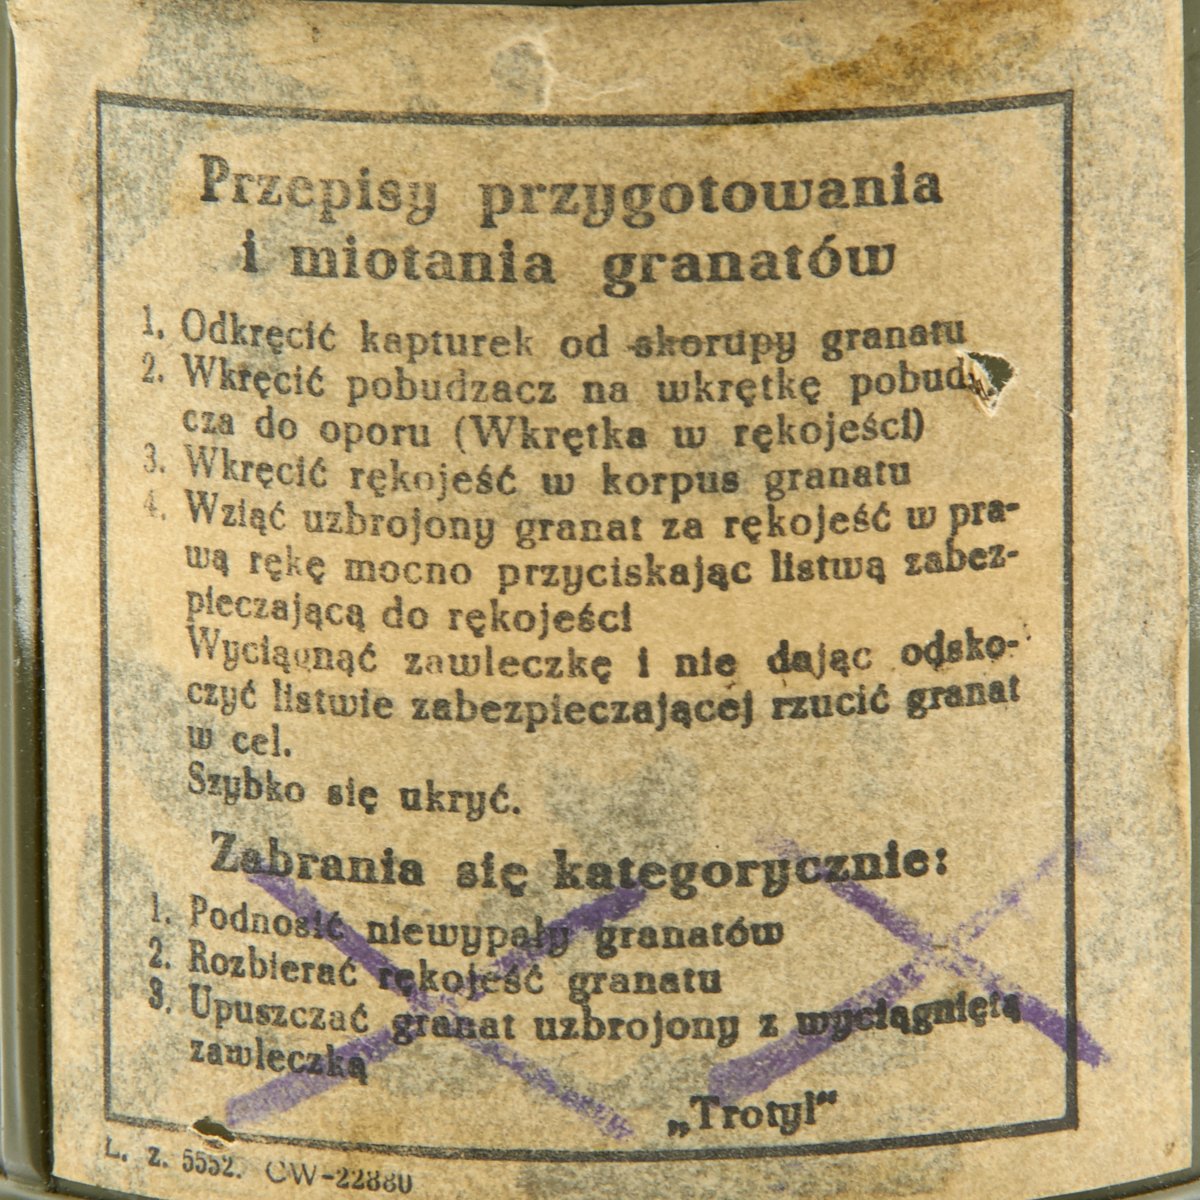 Przepisy przygotowania
i miotania granatów
1. Odkręcić kapturek od skorupy granatu
2. Wkręcić pobudzacz na wkrętkę
cza do oporu (Wkrętka w rękojeści)
3. Wkręcić rękojeść w korpus granatu
4. Wziąć uzbrojony granat za rękojeść w pra-
wą rękę mocno przyciskając listwą zabez-
pieczającą do rękojeści
Wyciągnąć zawleczkę i nie dając odsko-
czyć listwie zabezpieczającej rzucić granat
w cel.
Szybko się ukryć.
Zabrania się kategorycznie:
1. Podnosić niewypały granatów
2. Rozbierać rękojeść granatu
3. Upuszczać granat uzbrojony z wyciągniętą
zawleczką
„Trotyl“
L. z. 5552. CW-22880